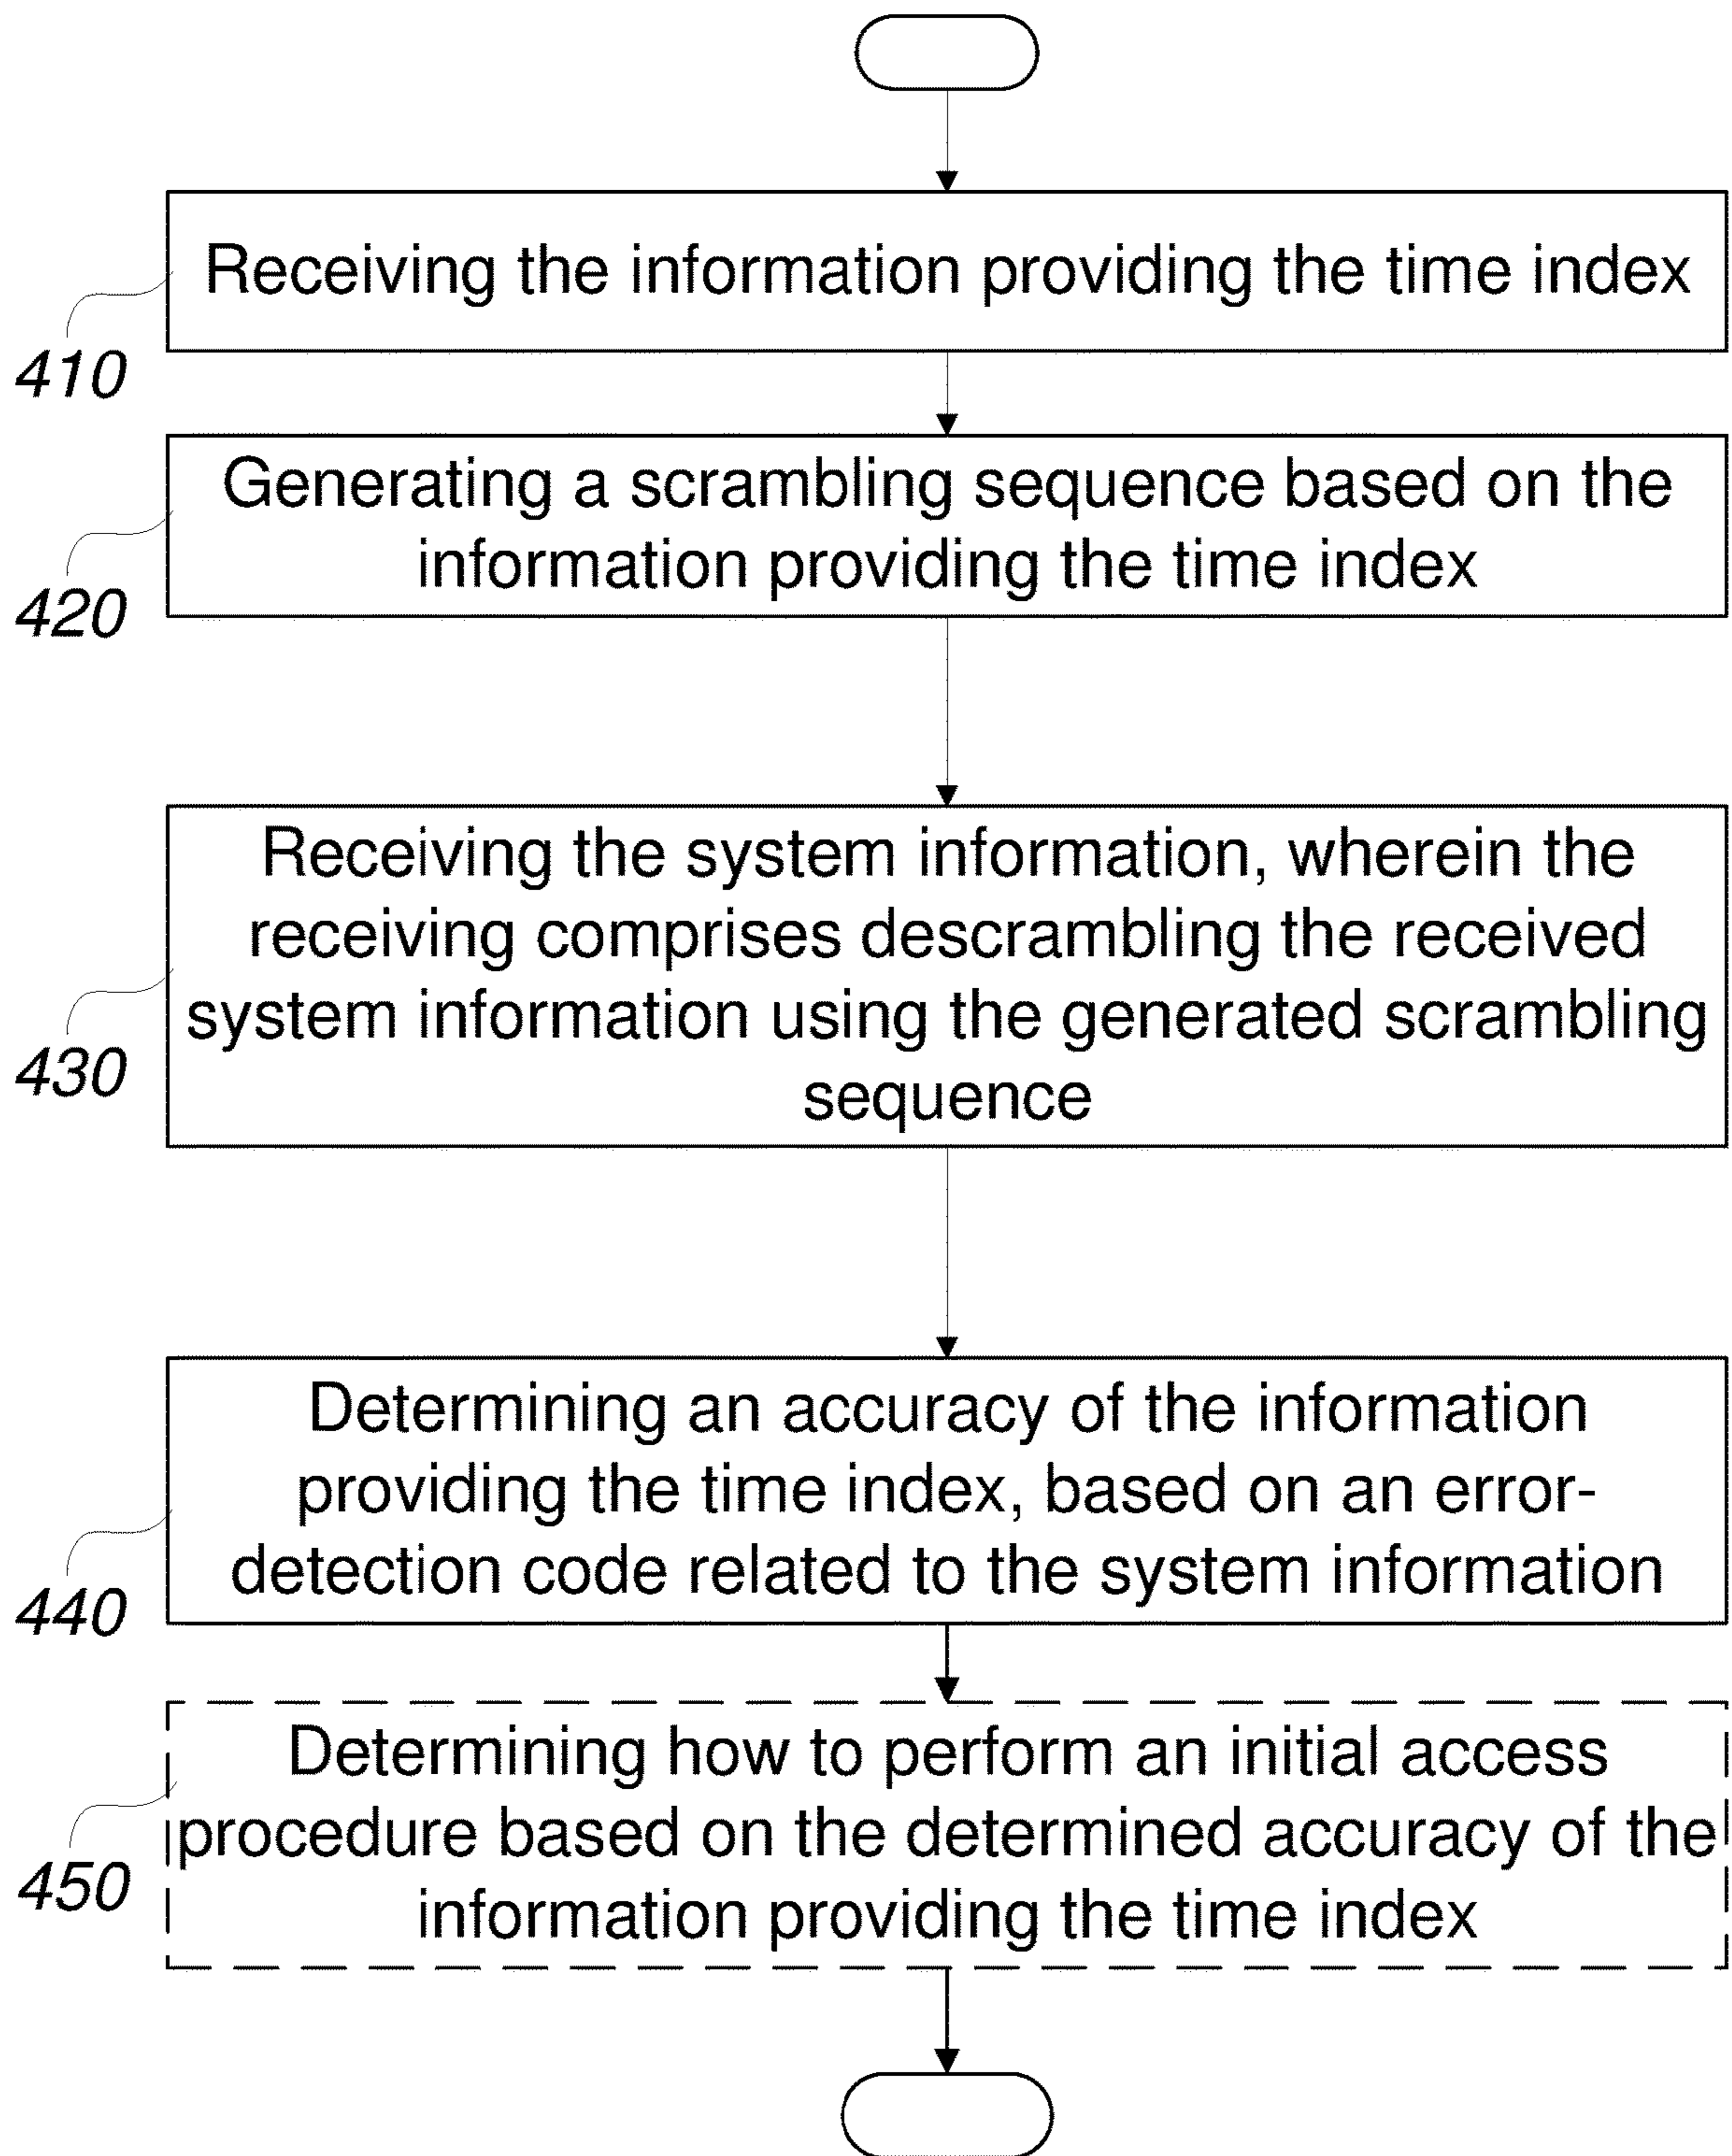 Receiving the information providing the time index
410
Generating a scrambling sequence based on the
information providing the time index
420
Receiving the system information, wherein the
receiving comprises descrambling the received
system information using the generated scrambling
sequence
430
Determining an accuracy of the information
providing the time index, based on an error-
detection code related to the system information
440
Determining how to perform an initial access
procedure based on the determined accuracy of the
information providing the time index
450